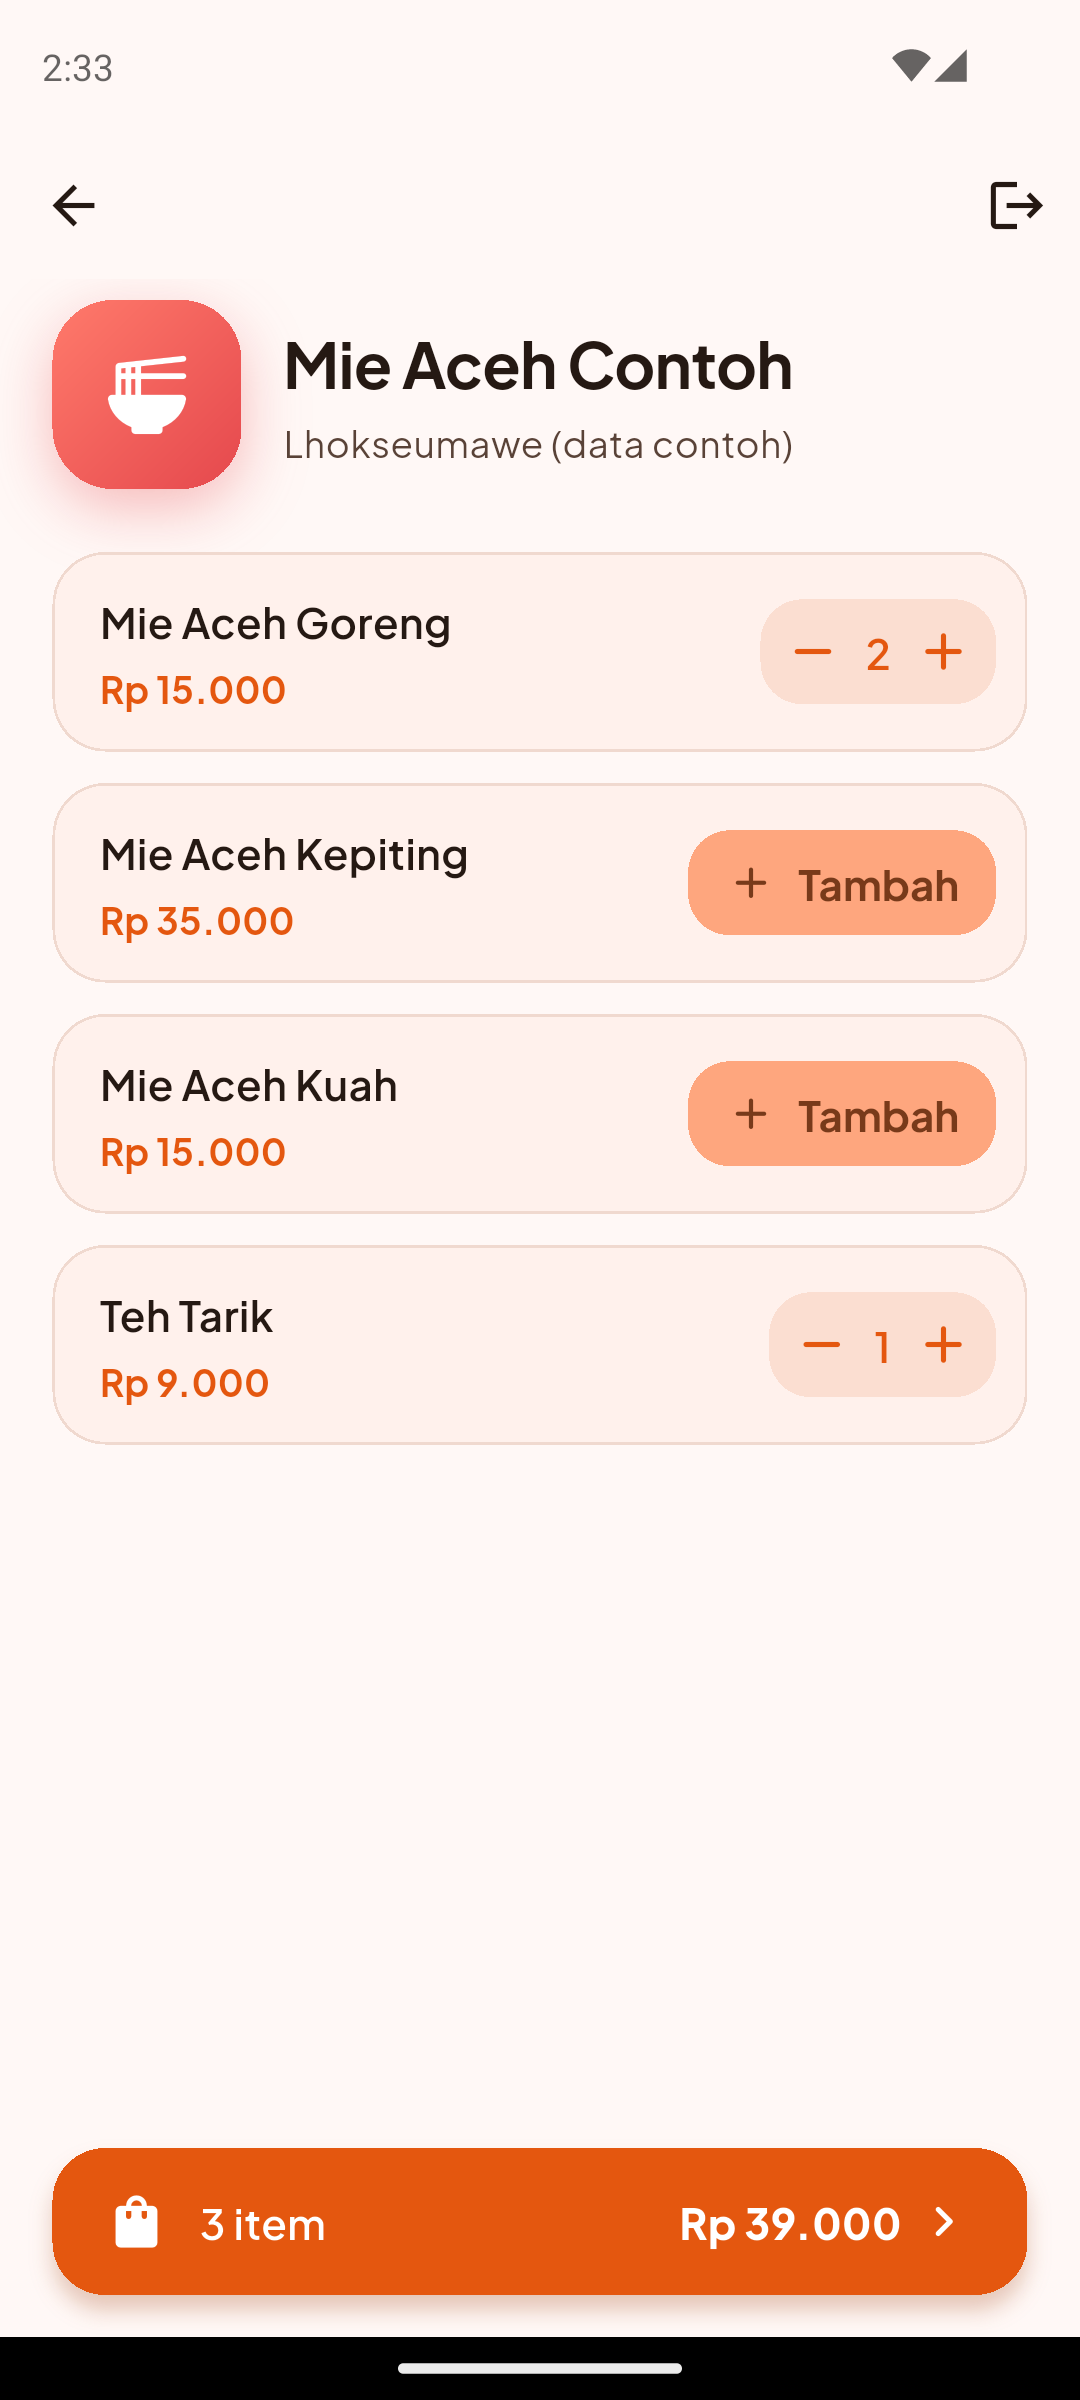 2:33
Mie Aceh Contoh
Lhokseumawe (data contoh)
Mie Aceh Goreng
Rp 15.000
2
Mie Aceh Kepiting
Rp 35.000
Tambah
Mie Aceh Kuah
Rp 15.000
Tambah
Teh Tarik
Rp 9.000
1
3 item
Rp 39.000